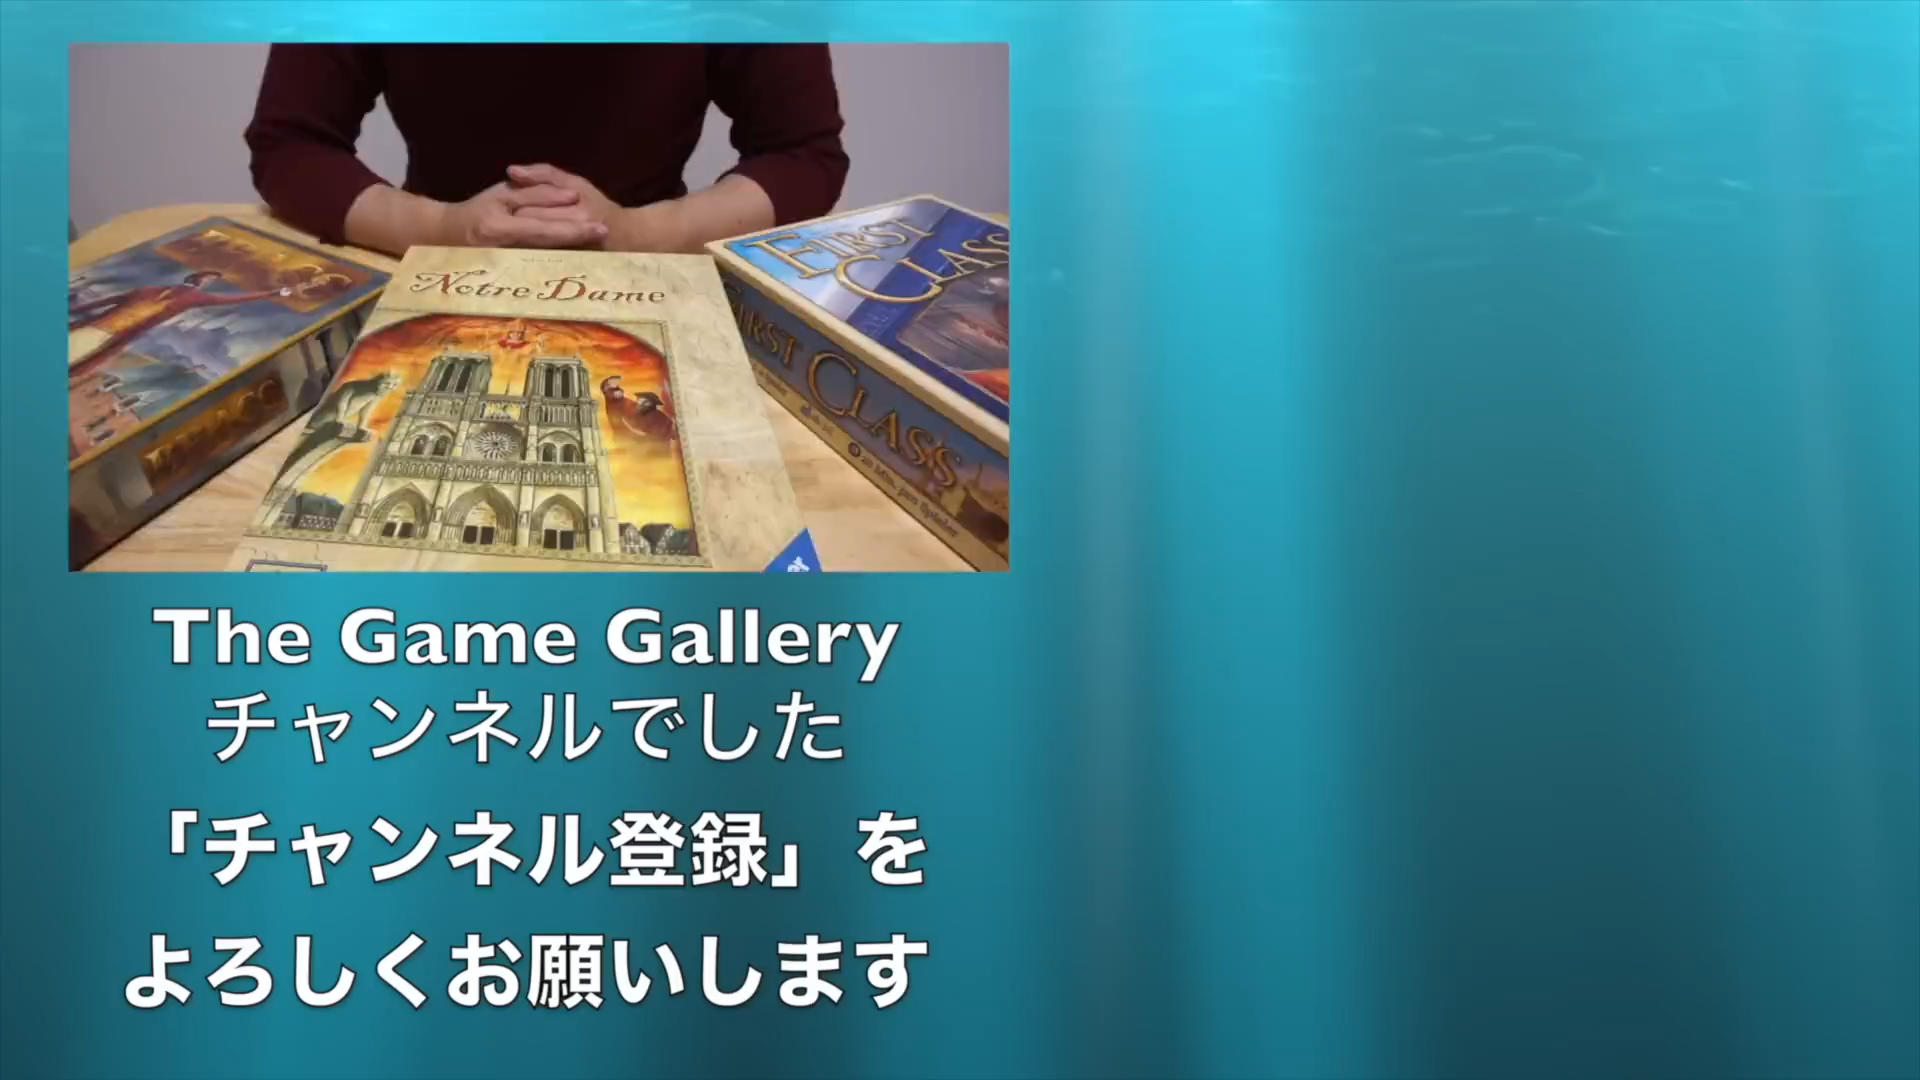 Notre Dame
FIRST
CLASS
FIRST CLASS
The Game Gallery
チャンネルでした
「チャンネル登録」を
よろしくお願いします